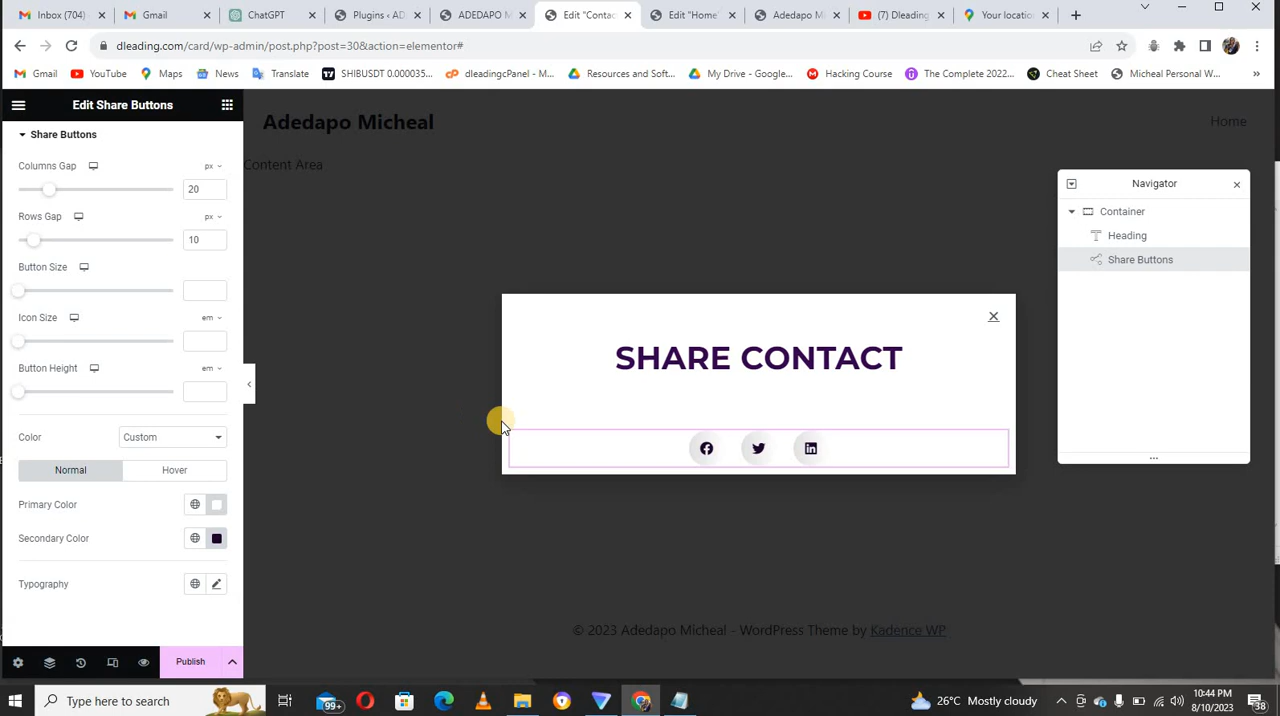 Inbox (704)
Gmail
ChatGPT
Plugins ‹ AD
ADEDAPO M
Edit "Contac
Edit "Home"
Adedapo M
(7) Dleading
Your locatio
dleading.com/card/wp-admin/post.php?post=30&action=elementor#
Gmail
YouTube
Maps
News
Translate
SHIBUSDT 0.000035...
dleadingcPanel - M...
Resources and Soft...
My Drive - Google...
Hacking Course
The Complete 2022...
Cheat Sheet
Micheal Personal W...
Edit Share Buttons
Share Buttons
Columns Gap px
20
Rows Gap px
10
Button Size
Icon Size em
Button Height em
Color Custom
Normal Hover
Primary Color
Secondary Color
Typography
Publish
Adedapo Micheal
Home
Content Area
SHARE CONTACT
© 2023 Adedapo Micheal - WordPress Theme by Kadence WP
Navigator
Container
Heading
Share Buttons
Type here to search
99+
26°C Mostly cloudy
10:44 PM
8/10/2023
38